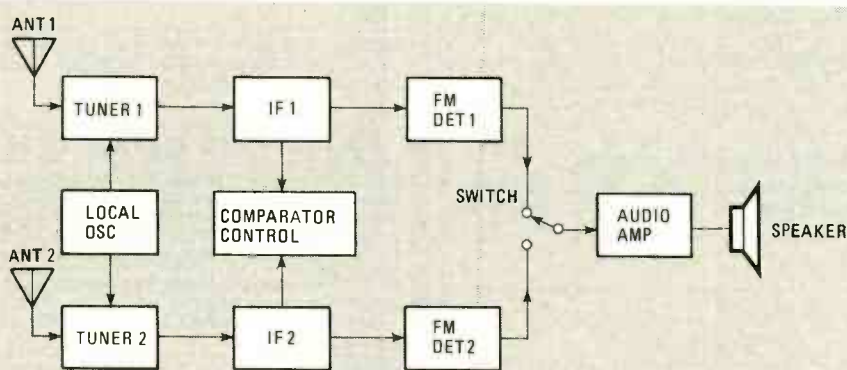 ANT 1
TUNER 1
IF 1
FM
DET 1
LOCAL
OSC
COMPARATOR
CONTROL
SWITCH
AUDIO
AMP
SPEAKER
ANT 2
TUNER 2
IF 2
FM
DET 2